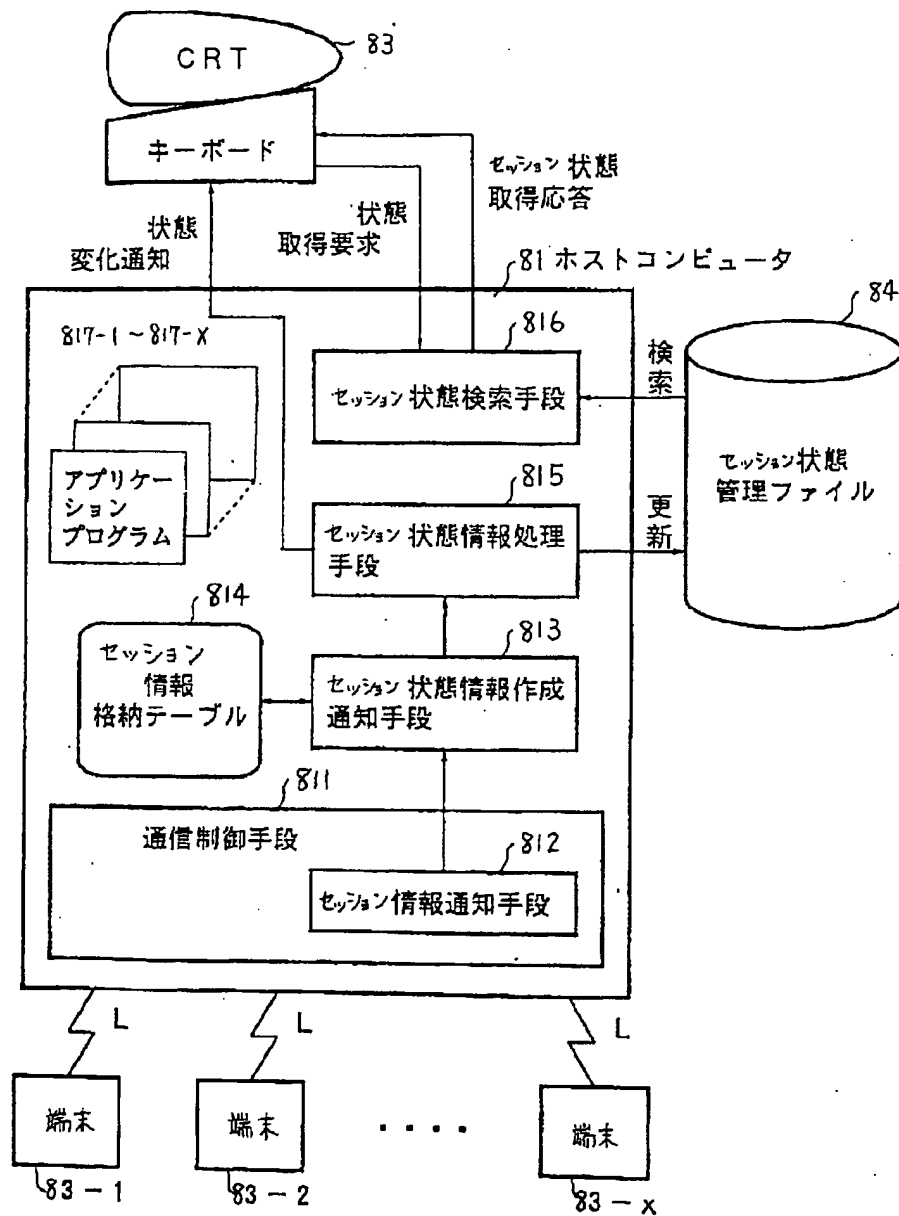 83
CRT
キーボード
セッション 状態
取得応答
状態
取得要求
状態
変化通知
81 ホストコンピュータ
84
817-1～817-X
816
検索
セッション 状態検索手段
セッション状態
管理ファイル
815
アプリケー
ション
プログラム
セッション 状態情報処理
手段
更新
814
813
セッション
情報
格納テーブル
セッション 状態情報作成
通知手段
811
通信制御手段
812
セッション情報通知手段
L
L
L
端末
端末
・・・・
端末
83-1
83-2
83-x